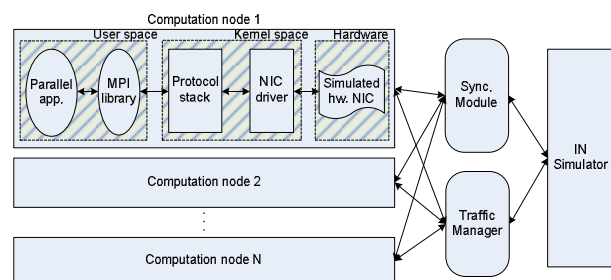 Computation node 1
User space
Kernel space
Hardware
Parallel
app.
MPI
library
Protocol
stack
NIC
driver
Simulated
hw. NIC
Sync.
Module
IN
Simulator
Computation node 2
Traffic
Manager
Computation node N